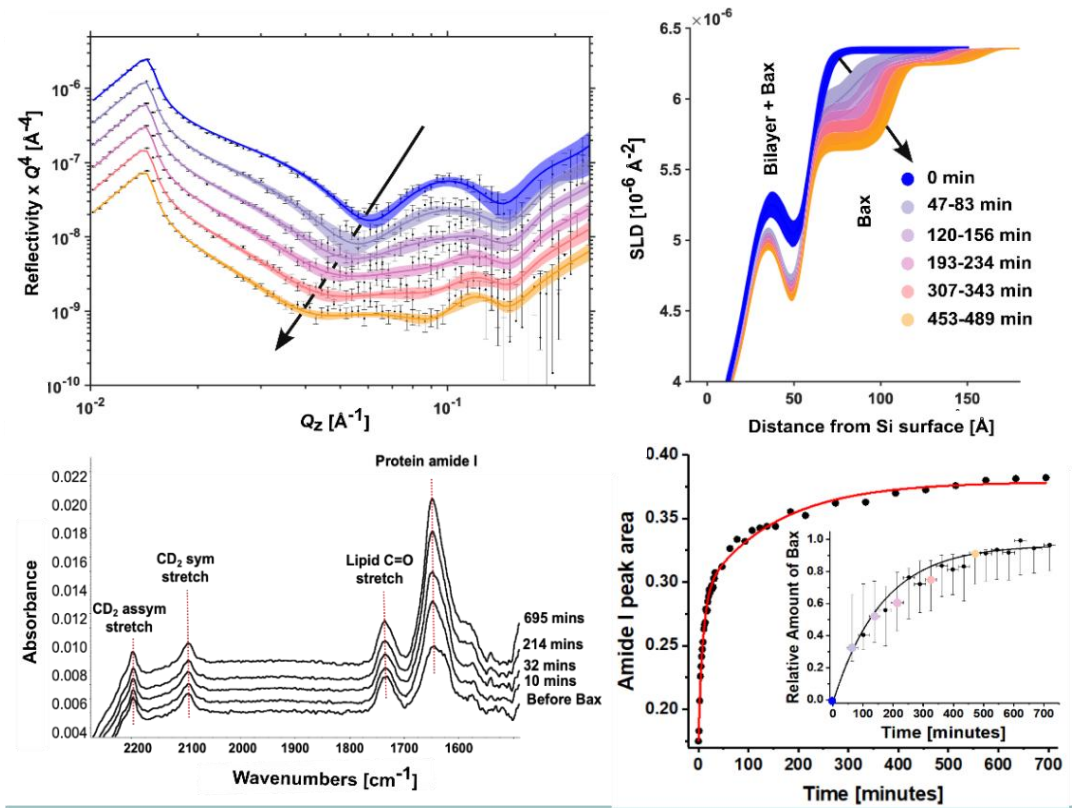 10⁻⁶
10⁻⁷
10⁻⁸
10⁻⁹
10⁻¹⁰
Reflectivity x Q⁴ [Å⁻⁴]
10⁻²
10⁻¹
Qz [Å⁻¹]
×10⁻⁶
6.5
6
5.5
5
4.5
4
SLD [10⁻⁶ Å⁻²]
Bilayer + Bax
Bax
0 min
47-83 min
120-156 min
193-234 min
307-343 min
453-489 min
0
50
100
150
Distance from Si surface [Å]
Protein amide I
Lipid C=O
stretch
CD₂ sym
stretch
CD₂ assym
stretch
0.022
0.020
0.018
0.016
0.014
0.012
0.010
0.008
0.006
0.004
Absorbance
695 mins
214 mins
32 mins
10 mins
Before Bax
2200 2100 2000 1900 1800 1700 1600
Wavenumbers [cm⁻¹]
0.40
0.35
0.30
0.25
0.20
Amide I peak area
1.0
0.8
0.6
0.4
0.2
0.0
Relative Amount of Bax
0 100 200 300 400 500 600 700
Time [minutes]
0 100 200 300 400 500 600 700
Time [minutes]